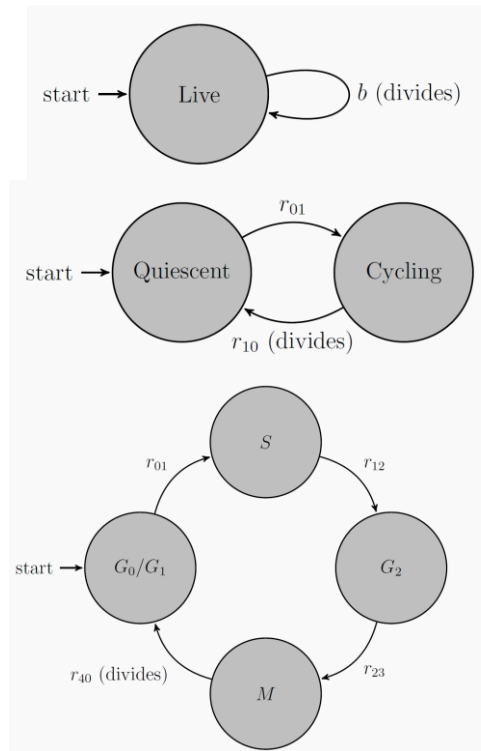 start
Live
b (divides)
r01
start
Quiescent
Cycling
r10 (divides)
S
r01
r12
start
G0/G1
G2
r40 (divides)
r23
M